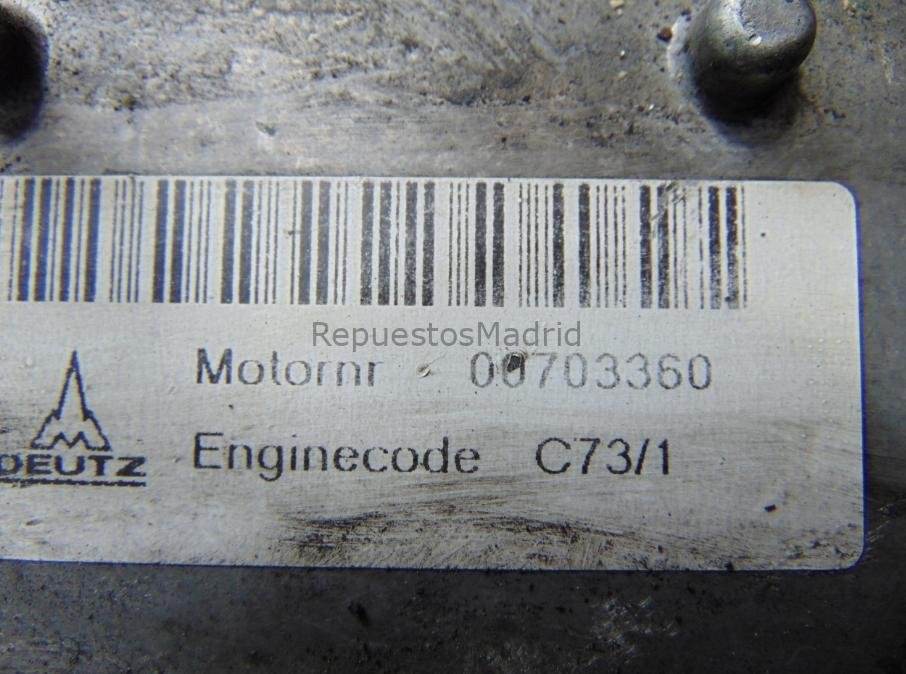 RepuestosMadrid
Motornr 00703360
DEUTZ
Enginecode C73/1